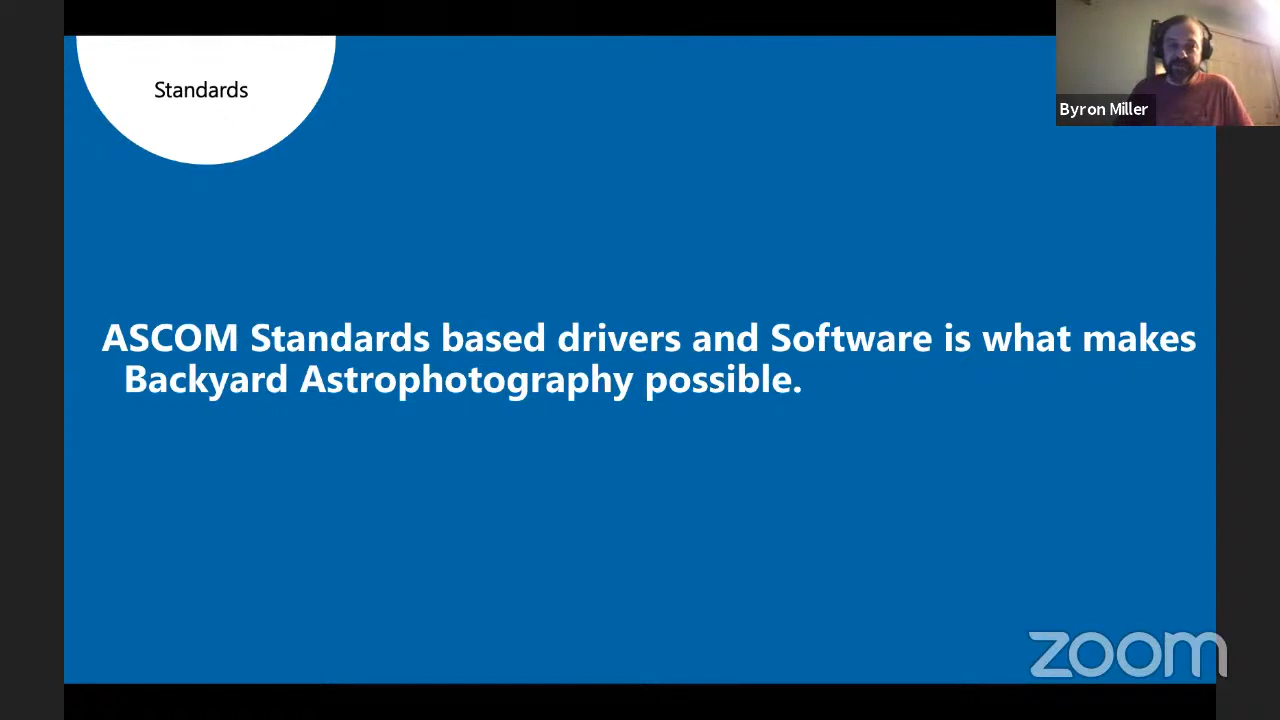 Standards
Byron Miller
ASCOM Standards based drivers and Software is what makes
Backyard Astrophotography possible.
zoom